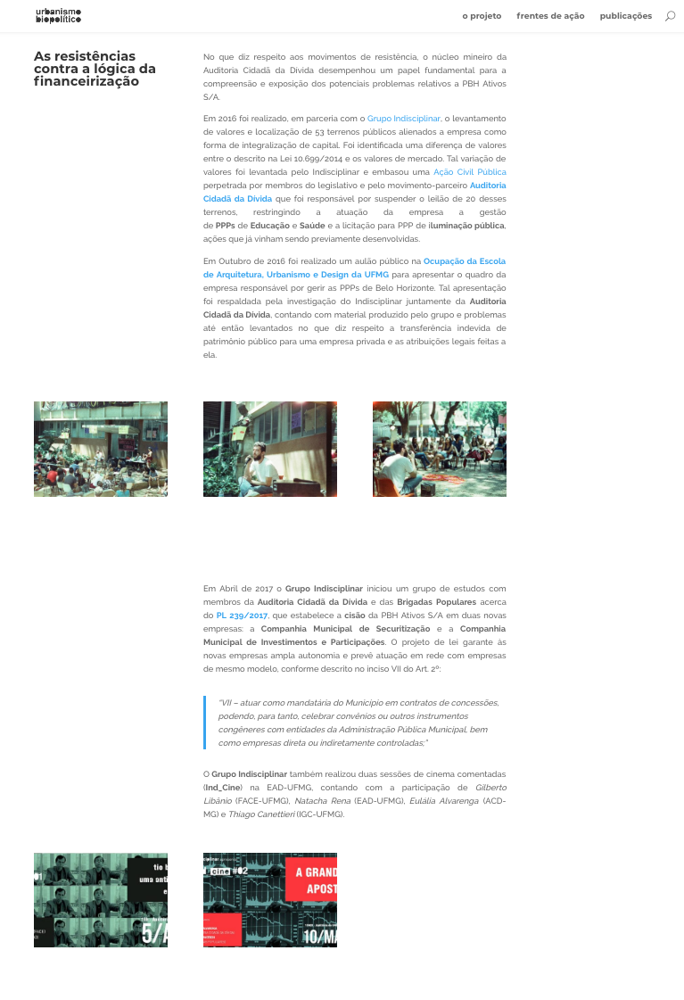 urbanismo
biopolítico
o projeto frentes de ação publicações
As resistências
contra a lógica da
financeirização
No que diz respeito aos movimentos de resistência, o núcleo mineiro da
Auditoria Cidadã da Dívida desempenhou um papel fundamental para a
compreensão e exposição dos potenciais problemas relativos a PBH Ativos
S/A.
Em 2016 foi realizado, em parceria com o Grupo Indisciplinar, o levantamento
de valores e localização de 53 terrenos públicos alienados a empresa como
forma de integralização de capital. Foi identificada uma diferença de valores
entre o descrito na Lei 10.699/2014 e os valores de mercado. Tal variação de
valores foi levantada pelo Indisciplinar e embasou uma Ação Civil Pública
perpetrada por membros do legislativo e pelo movimento-parceiro Auditoria
Cidadã da Dívida que foi responsável por suspender o leilão de 20 desses
terrenos, restringindo a atuação da empresa a gestão
de PPPs de Educação e Saúde e a licitação para PPP de iluminação pública,
ações que já vinham sendo previamente desenvolvidas.
Em Outubro de 2016 foi realizado um aulão público na Ocupação da Escola
de Arquitetura, Urbanismo e Design da UFMG para apresentar o quadro da
empresa responsável por gerir as PPPs de Belo Horizonte. Tal apresentação
foi respaldada pela investigação do Indisciplinar juntamente da Auditoria
Cidadã da Dívida, contando com material produzido pelo grupo e problemas
até então levantados no que diz respeito a transferência indevida de
patrimônio público para uma empresa privada e as atribuições legais feitas a
ela.
Em Abril de 2017 o Grupo Indisciplinar iniciou um grupo de estudos com
membros da Auditoria Cidadã da Dívida e das Brigadas Populares acerca
do PL 239/2017, que estabelece a cisão da PBH Ativos S/A em duas novas
empresas: a Companhia Municipal de Securitização e a Companhia
Municipal de Investimentos e Participações. O projeto de lei garante às
novas empresas ampla autonomia e prevê atuação em rede com empresas
de mesmo modelo, conforme descrito no inciso VII do Art. 2º:
"VII – atuar como mandatária do Município em contratos de concessões,
podendo, para tanto, celebrar convênios ou outros instrumentos
congêneres com entidades da Administração Pública Municipal, bem
como empresas direta ou indiretamente controladas;"
O Grupo Indisciplinar também realizou duas sessões de cinema comentadas
(Ind_Cine) na EAD-UFMG, contando com a participação de Gilberto
Libânio (FACE-UFMG), Natacha Rena (EAD-UFMG), Eulália Alvarenga (ACD-
MG) e Thiago Canettieri (IGC-UFMG).
tio b
uma anti
e
5/A
cine #02
A GRAND
APOST
10/MA